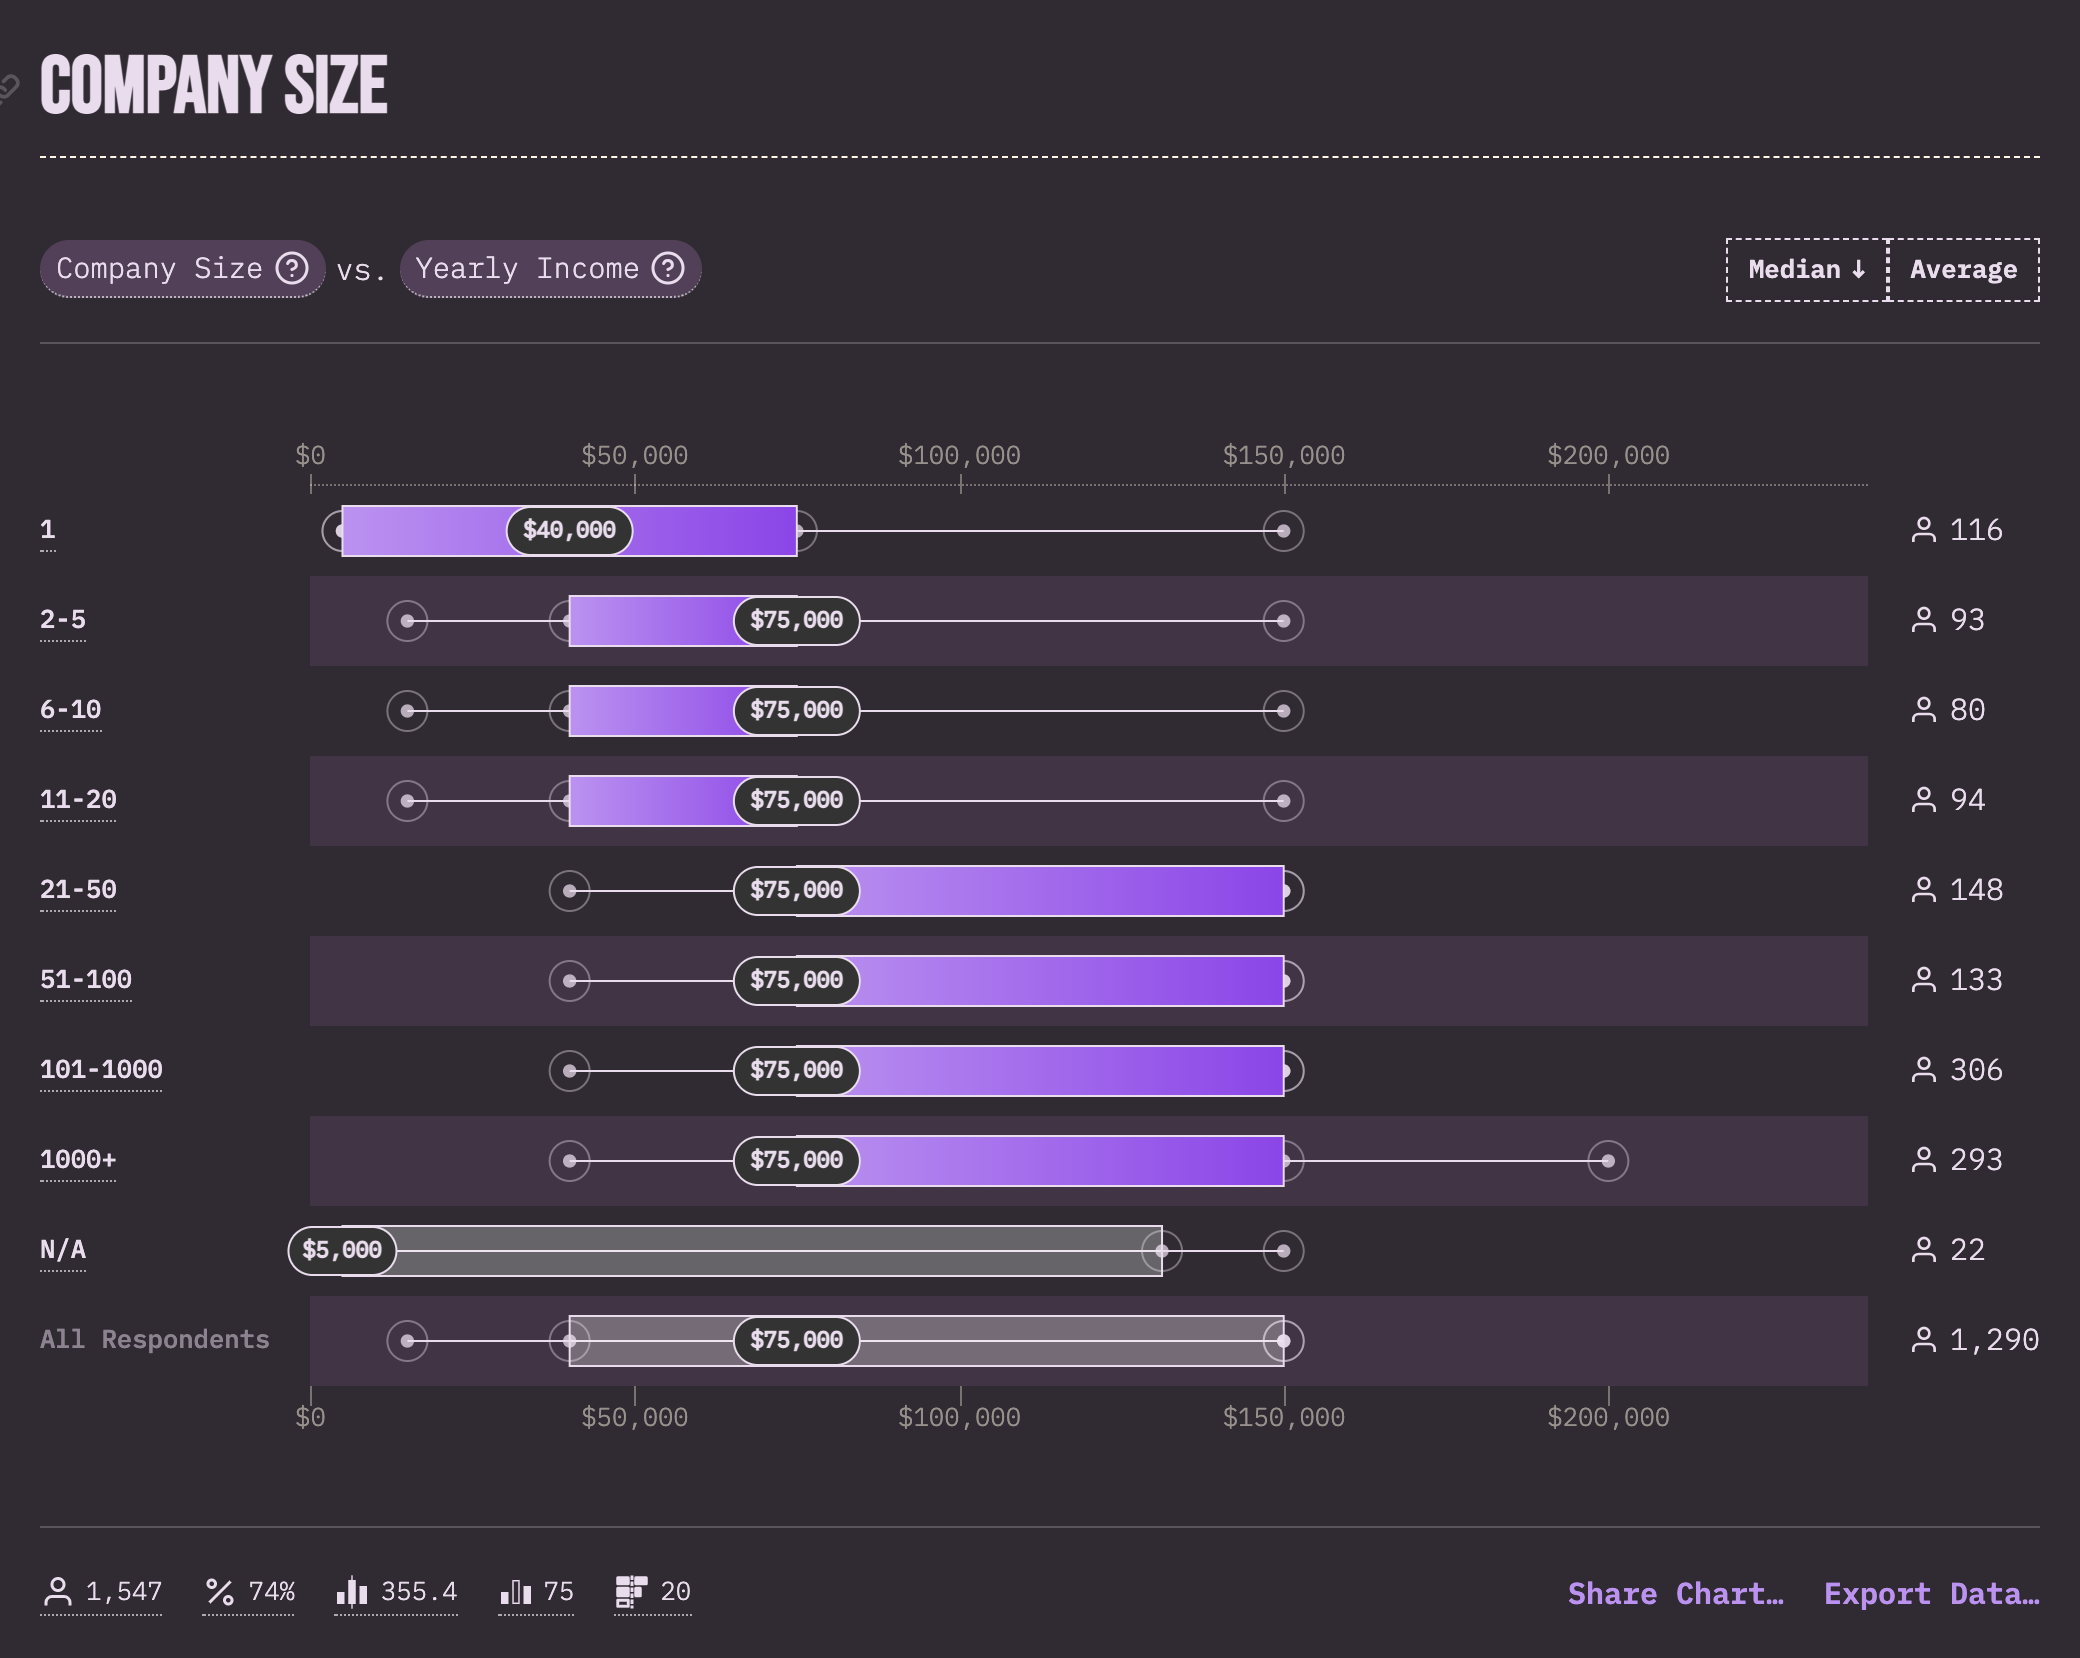 COMPANY SIZE
Company Size ? vs. Yearly Income ?
Median ↓ Average
$0 $50,000 $100,000 $150,000 $200,000
1 $40,000 116
2-5 $75,000 93
6-10 $75,000 80
11-20 $75,000 94
21-50 $75,000 148
51-100 $75,000 133
101-1000 $75,000 306
1000+ $75,000 293
N/A $5,000 22
All Respondents $75,000 1,290
$0 $50,000 $100,000 $150,000 $200,000
1,547 74% 355.4 75 20 Share Chart… Export Data…